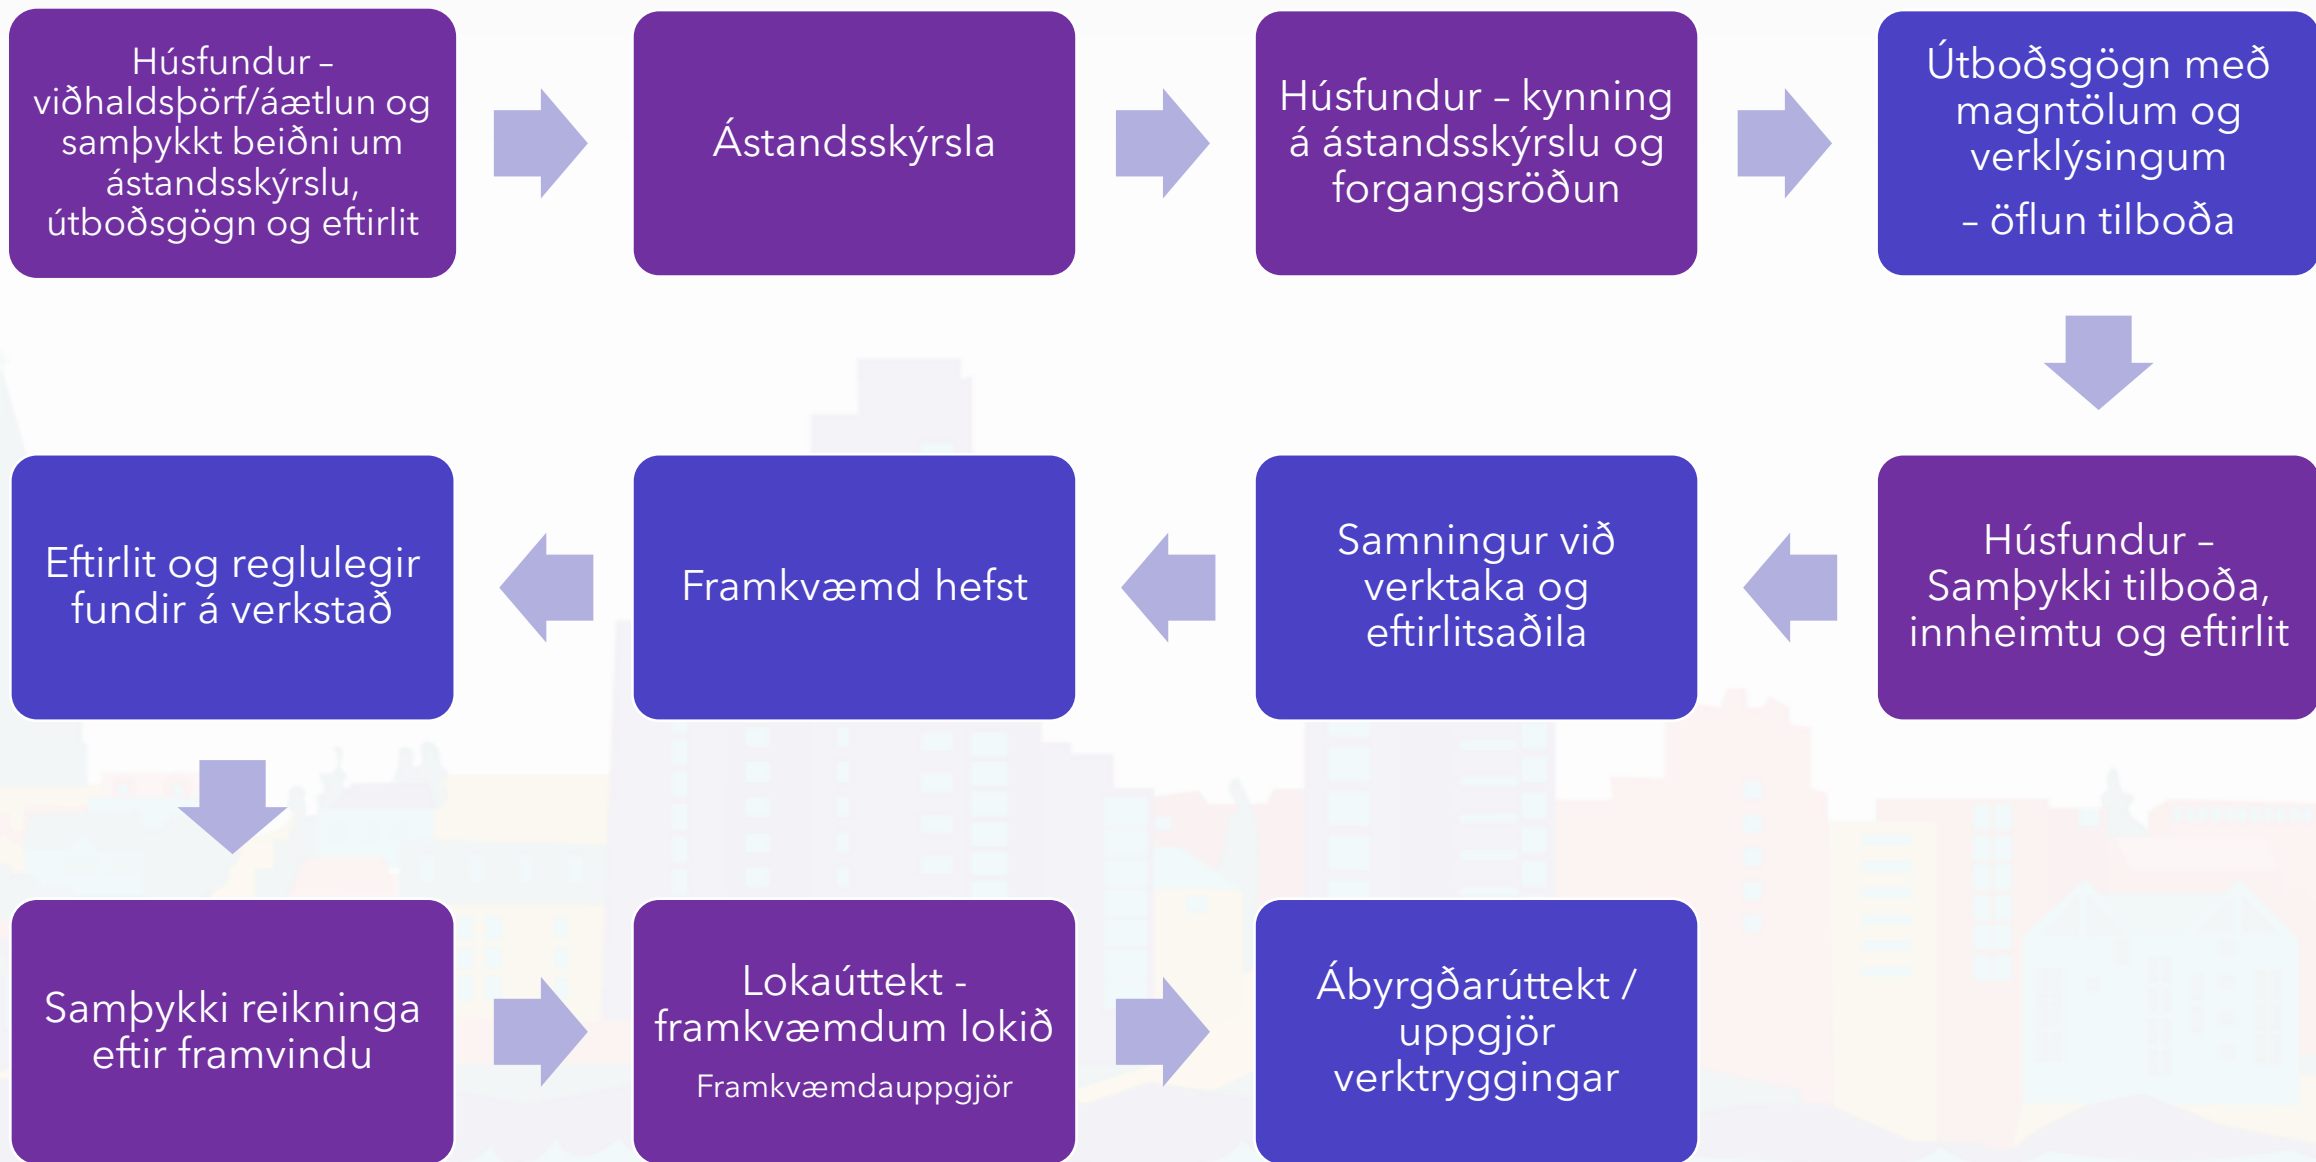 Húsfundur –
viðhaldsþörf/áætlun og
samþykkt beiðni um
ástandsskýrslu,
útboðsgögn og eftirlit
Ástandsskýrsla
Húsfundur – kynning
á ástandsskýrslu og
forgangsröðun
Útboðsgögn með
magntölum og
verklýsingum
– öflun tilboða
Húsfundur –
Samþykki tilboða,
innheimtu og eftirlit
Samningur við
verktaka og
eftirlitsaðila
Framkvæmd hefst
Eftirlit og reglulegir
fundir á verkstað
Samþykki reikninga
eftir framvindu
Lokaúttekt -
framkvæmdum lokið
Framkvæmdauppgjör
Ábyrgðarúttekt /
uppgjör
verktryggingar